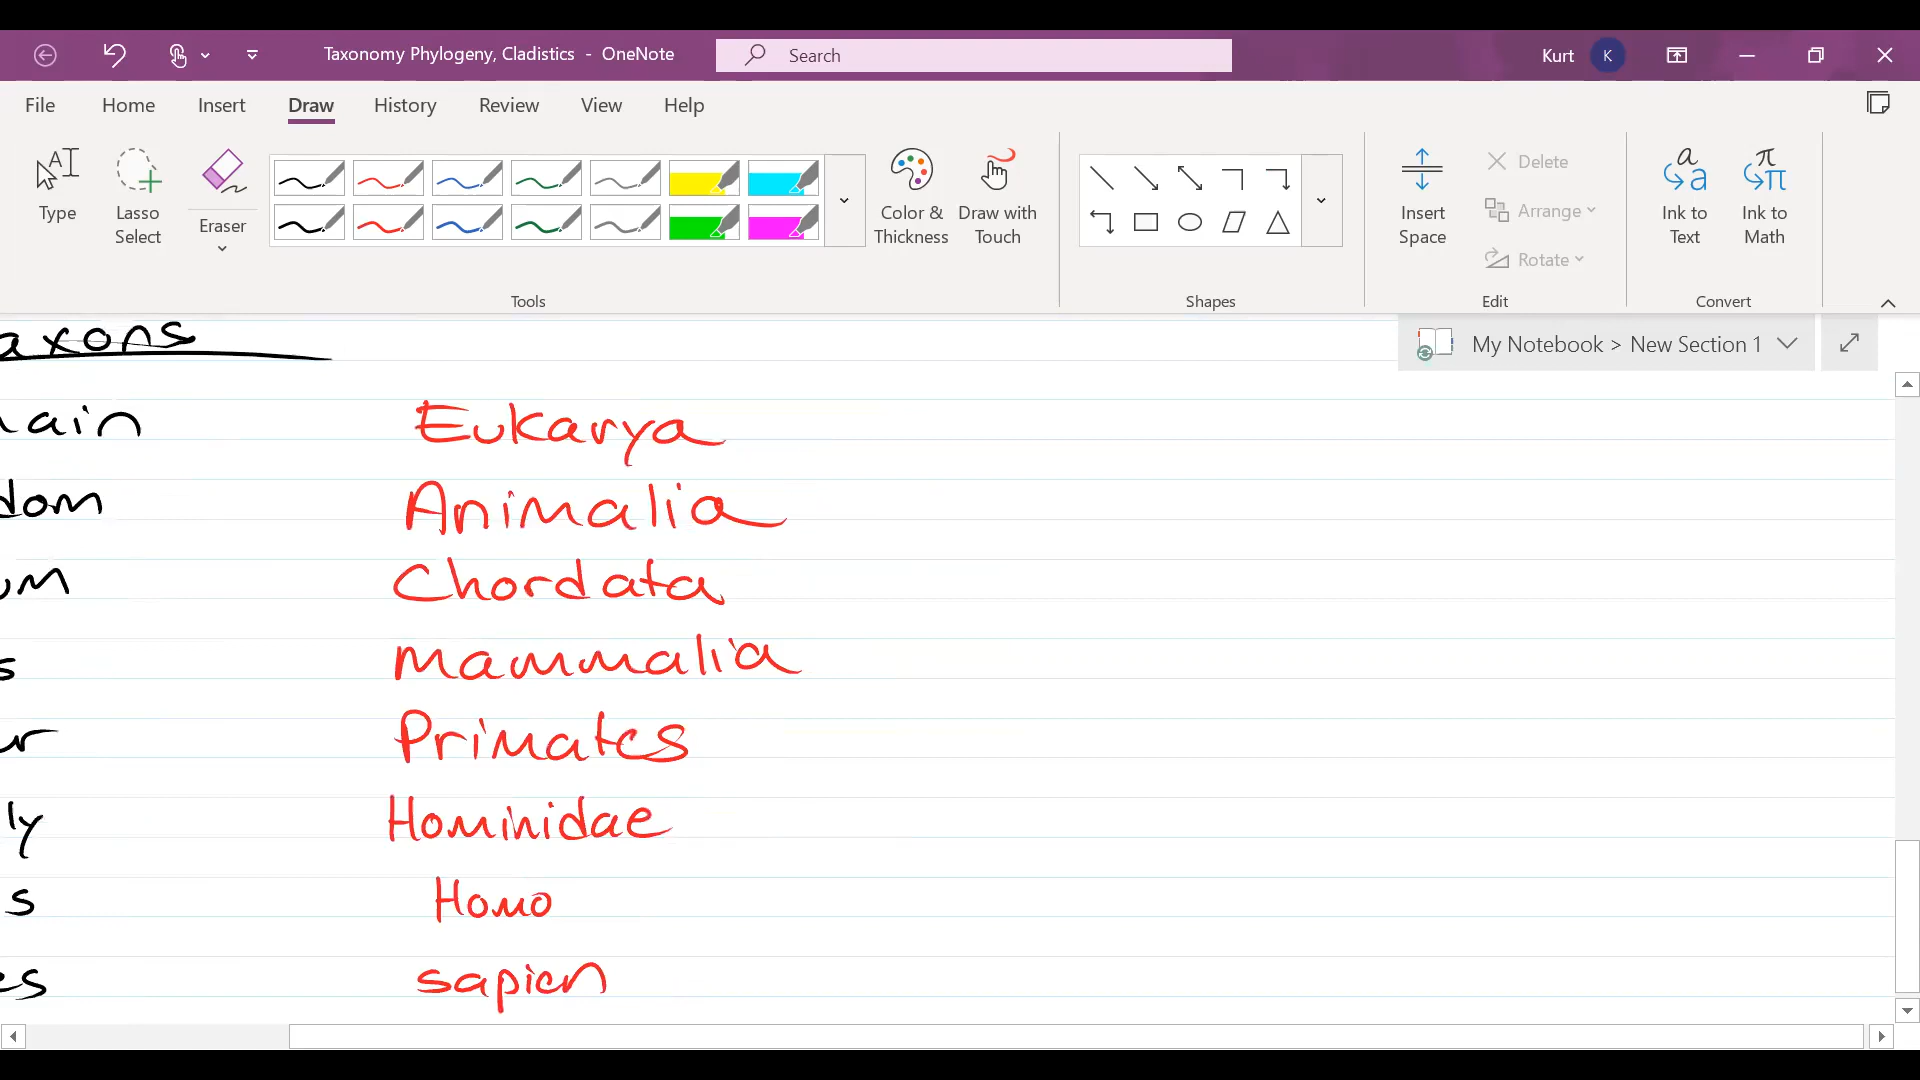 Taxonomy Phylogeny, Cladistics - OneNote
Search
Kurt K
File Home Insert Draw History Review View Help
Type
Lasso Select
Eraser
Color & Thickness
Draw with Touch
Insert Space
Delete
Arrange
Rotate
Ink to Text
Ink to Math
Tools Shapes Edit Convert
My Notebook > New Section 1
axons
ain Eukarya
dom Animalia
um Chordata
s Mammalia
er Primates
ly Hominidae
s Homo
es sapien